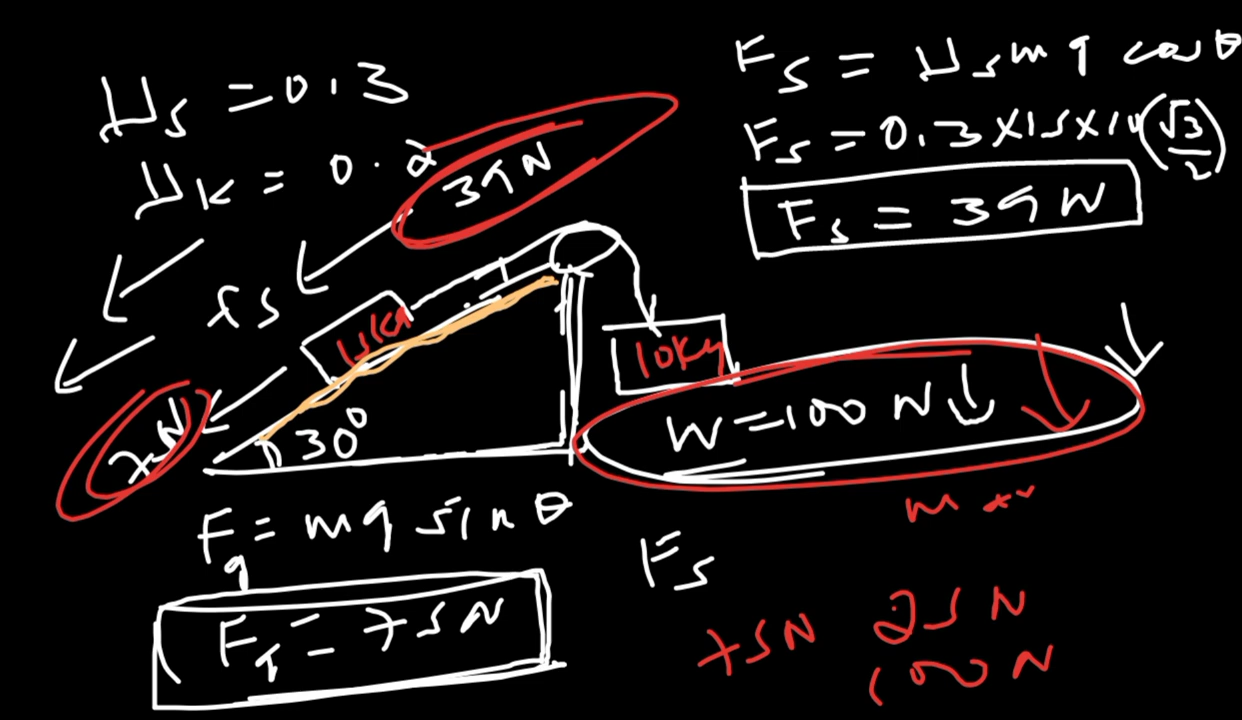 μs = 0.3
μK = 0.2
39N
Fs = μs m g cos θ
Fs = 0.3 × 15 × 10 (√3/2)
Fs = 39N
fs
15kg
10Kg
30°
W = 100 N ↓
Fg = mg sin θ
Fg = 75N
Fs
75N 25N
100N